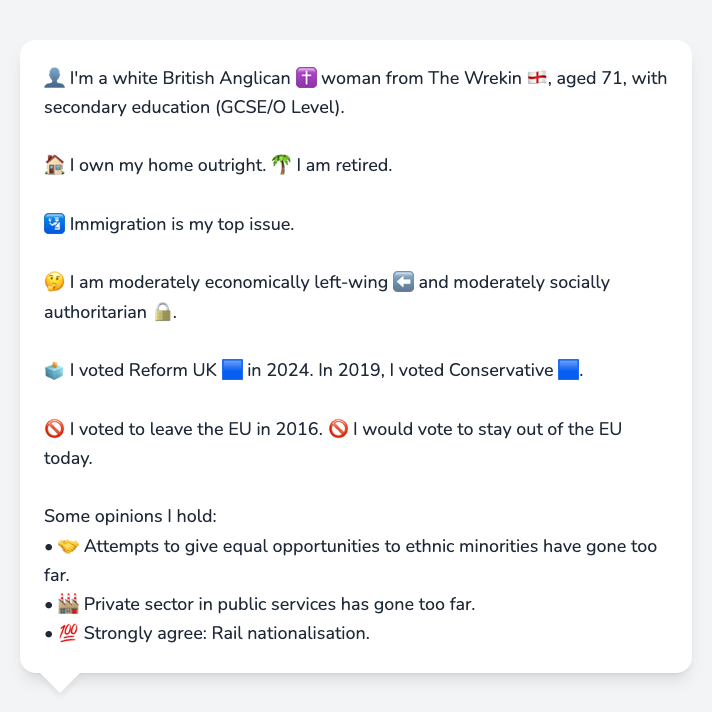 👤 I'm a white British Anglican ✝️ woman from The Wrekin 🏴󠁧󠁢󠁥󠁮󠁧󠁿, aged 71, with
secondary education (GCSE/O Level).
🏠 I own my home outright. 🌴 I am retired.
🛂 Immigration is my top issue.
🤔 I am moderately economically left-wing ⬅️ and moderately socially
authoritarian 🔒.
🗳️ I voted Reform UK 🟦 in 2024. In 2019, I voted Conservative 🟦.
🚫 I voted to leave the EU in 2016. 🚫 I would vote to stay out of the EU
today.
Some opinions I hold:
• 🤝 Attempts to give equal opportunities to ethnic minorities have gone too
far.
• 🏭 Private sector in public services has gone too far.
• 💯 Strongly agree: Rail nationalisation.